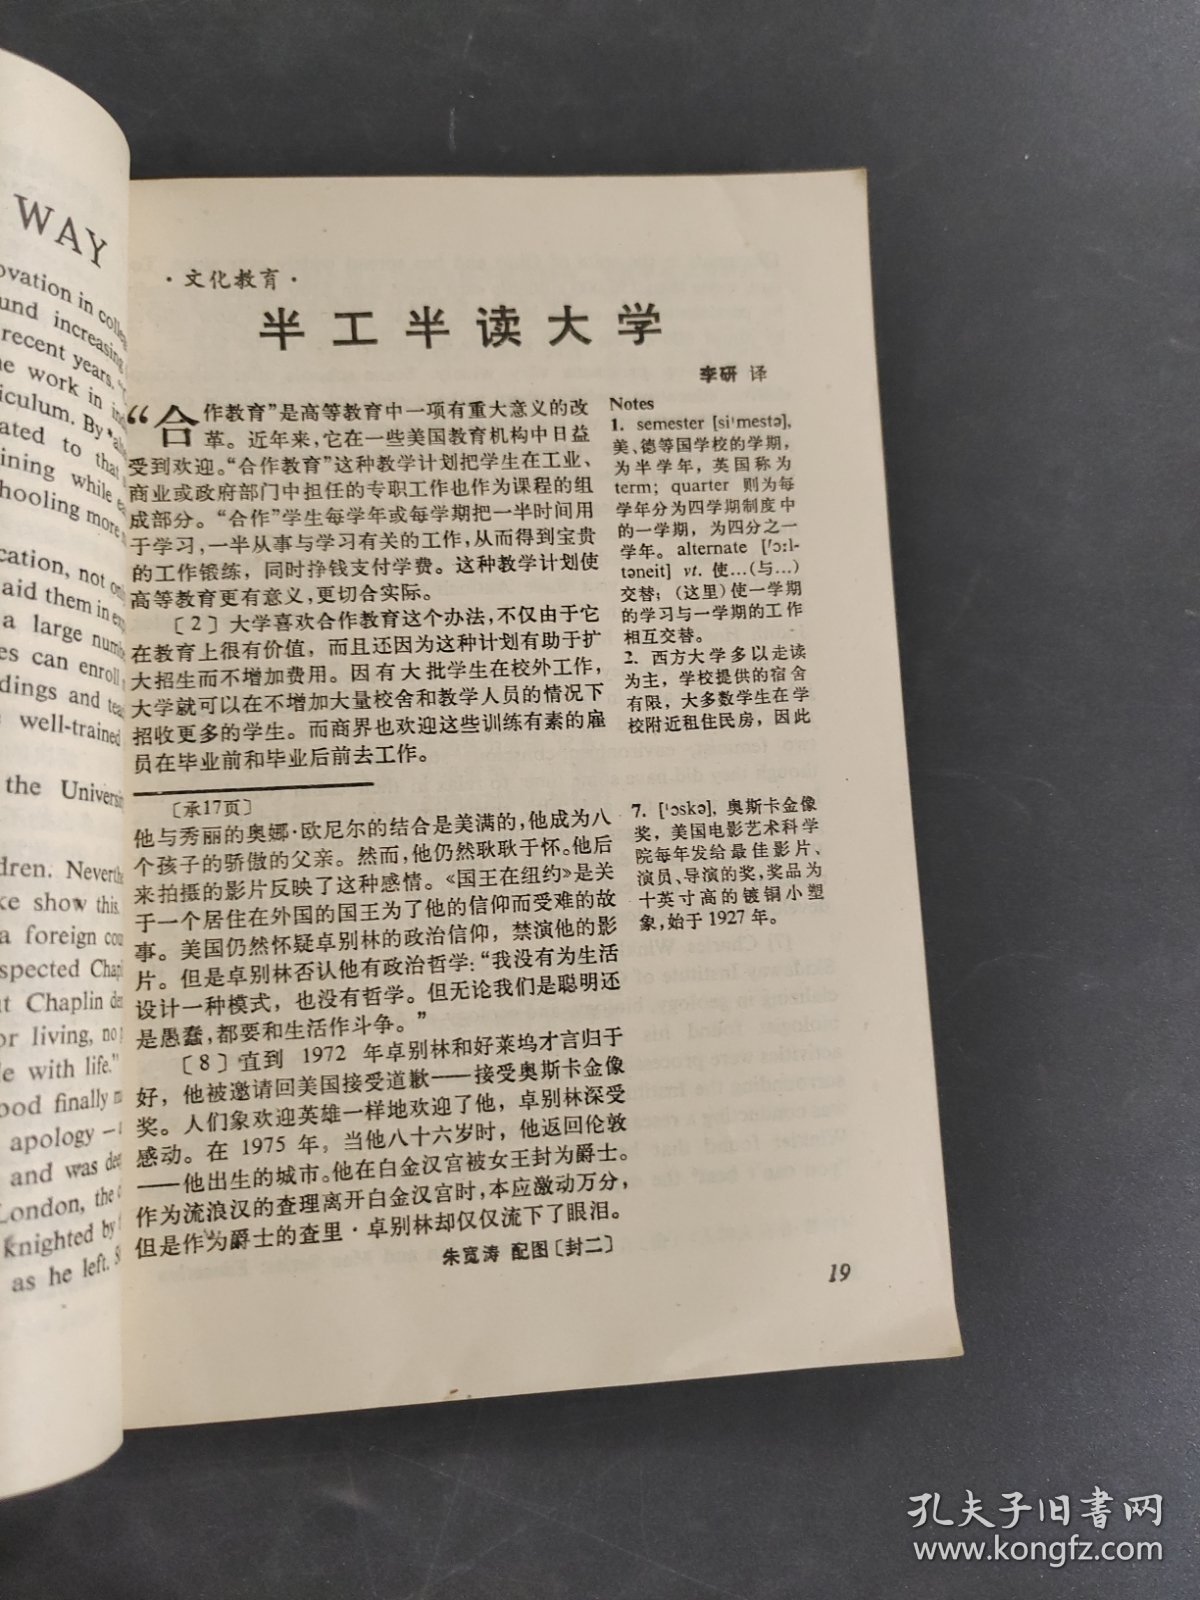 WAY
ovation in
und increasing
recent years.
e work in
iculum. By
ated to that
ining while
hooling more
cation, not only
aid them in
a large
es can enroll
dings and
well-trained
the
dren.
ke show this.
a foreign
spected
t Chaplin
or living, no
le with life."
ood finally
apology —
and was
London, the
knighted by
as he left.
·文化教育·
半工半读大学
李研 译
“合作教育”是高等教育中一项有重大意义的改
革。近年来，它在一些美国教育机构中日益
受到欢迎。“合作教育”这种教学计划把学生在工业、
商业或政府部门中担任的专职工作也作为课程的组
成部分。“合作”学生每学年或每学期把一半时间用
于学习，一半从事与学习有关的工作，从而得到宝贵
的工作锻练，同时挣钱支付学费。这种教学计划使
高等教育更有意义，更切合实际。
〔2〕大学喜欢合作教育这个办法，不仅由于它
在教育上很有价值，而且还因为这种计划有助于扩
大招生而不增加费用。因有大批学生在校外工作，
大学就可以在不增加大量校舍和教学人员的情况下
招收更多的学生。而商界也欢迎这些训练有素的雇
员在毕业前和毕业后前去工作。
Notes
1. semester [si'mestə],
美、德等国学校的学期，
为半学年，英国称为
term; quarter 则为每
学年分为四学期制度中
的一学期，为四分之一
学年。alternate ['ɔ:l-
təneit] vt. 使…(与…)
交替；(这里)使一学期
的学习与一学期的工作
相互交替。
2. 西方大学多以走读
为主，学校提供的宿舍
有限，大多数学生在学
校附近租住民房，因此
〔承17页〕
他与秀丽的奥娜·欧尼尔的结合是美满的，他成为八
个孩子的骄傲的父亲。然而，他仍然耿耿于怀。他后
来拍摄的影片反映了这种感情。《国王在纽约》是关
于一个居住在外国的国王为了他的信仰而受难的故
事。美国仍然怀疑卓别林的政治信仰，禁演他的影
片。但是卓别林否认他有政治哲学：“我没有为生活
设计一种模式，也没有哲学。但无论我们是聪明还
是愚蠢，都要和生活作斗争。”
〔8〕直到 1972 年卓别林和好莱坞才言归于
好，他被邀请回美国接受道歉——接受奥斯卡金像
奖。人们象欢迎英雄一样地欢迎了他，卓别林深受
感动。在 1975 年，当他八十六岁时，他返回伦敦
——他出生的城市。他在白金汉宫被女王封为爵士。
作为流浪汉的查理离开白金汉宫时，本应激动万分，
但是作为爵士的查里·卓别林却仅仅流下了眼泪。
朱宽涛 配图〔封二〕
7. ['ɔskə], 奥斯卡金像
奖，美国电影艺术科学
院每年发给最佳影片、
演员、导演的奖，奖品为
十英寸高的镀铜小塑
象，始于 1927 年。
19
孔夫子旧书网
www.kongfz.com